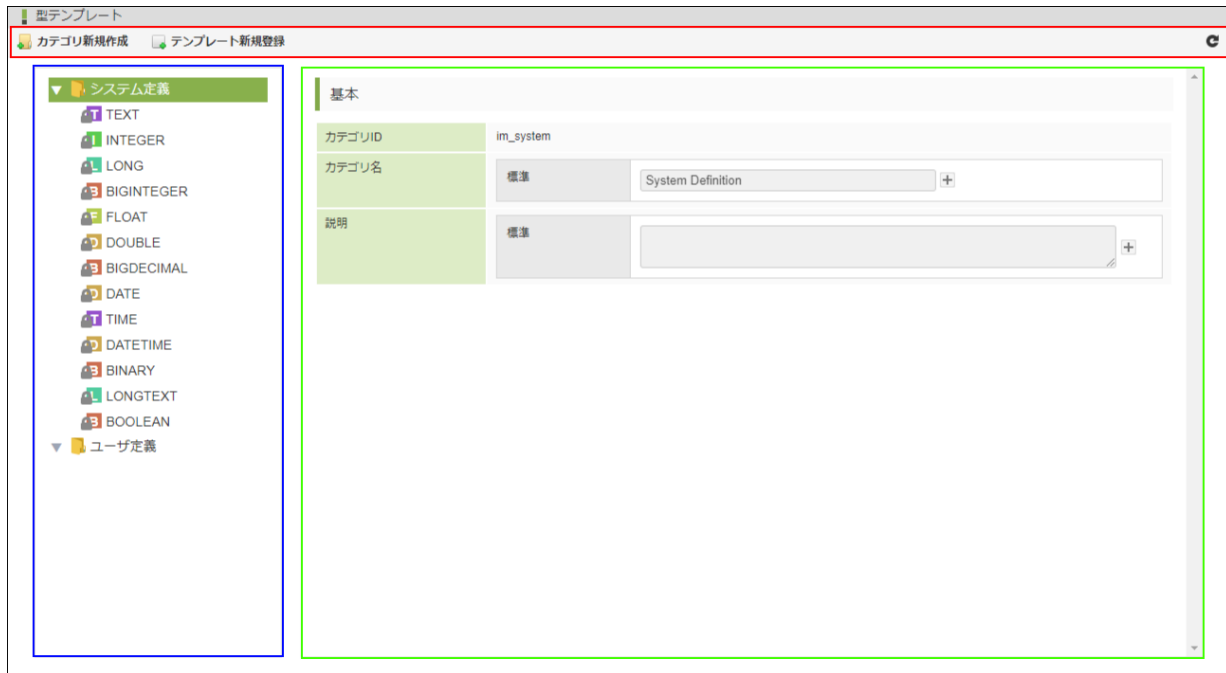 型テンプレート
カテゴリ新規作成 テンプレート新規登録
システム定義
TEXT
INTEGER
LONG
BIGINTEGER
FLOAT
DOUBLE
BIGDECIMAL
DATE
TIME
DATETIME
BINARY
LONGTEXT
BOOLEAN
ユーザ定義
基本
カテゴリID im_system
カテゴリ名 標準 System Definition
説明 標準